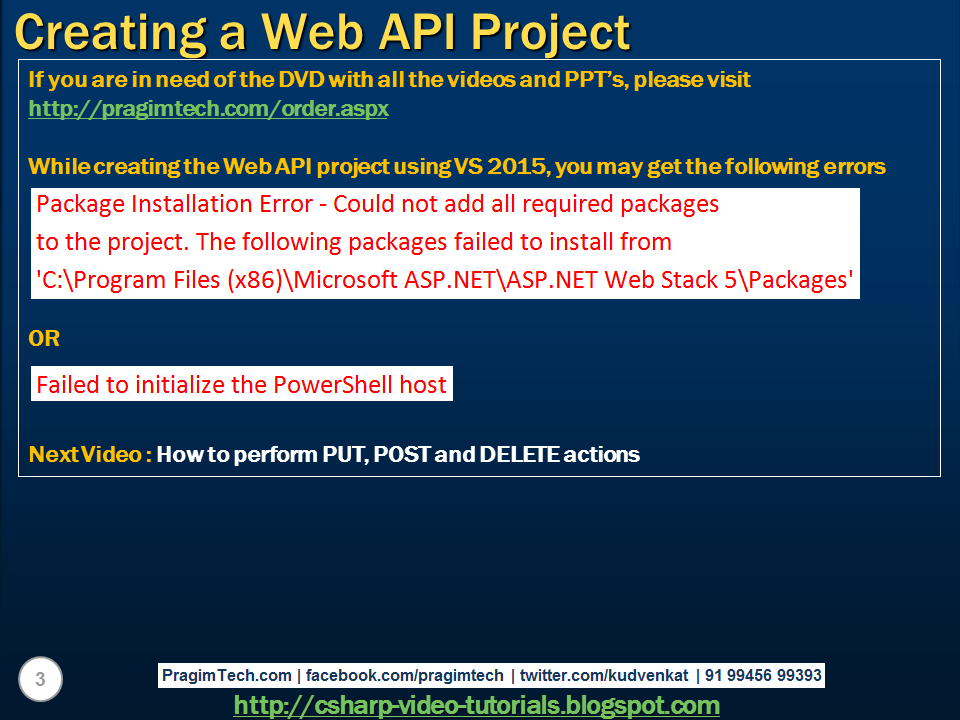 Creating a Web API Project
If you are in need of the DVD with all the videos and PPT’s, please visit
http://pragimtech.com/order.aspx
While creating the Web API project using VS 2015, you may get the following errors
Package Installation Error - Could not add all required packages
to the project. The following packages failed to install from
'C:\Program Files (x86)\Microsoft ASP.NET\ASP.NET Web Stack 5\Packages'
OR
Failed to initialize the PowerShell host
Next Video : How to perform PUT, POST and DELETE actions
3
PragimTech.com | facebook.com/pragimtech | twitter.com/kudvenkat | 91 99456 99393
http://csharp-video-tutorials.blogspot.com